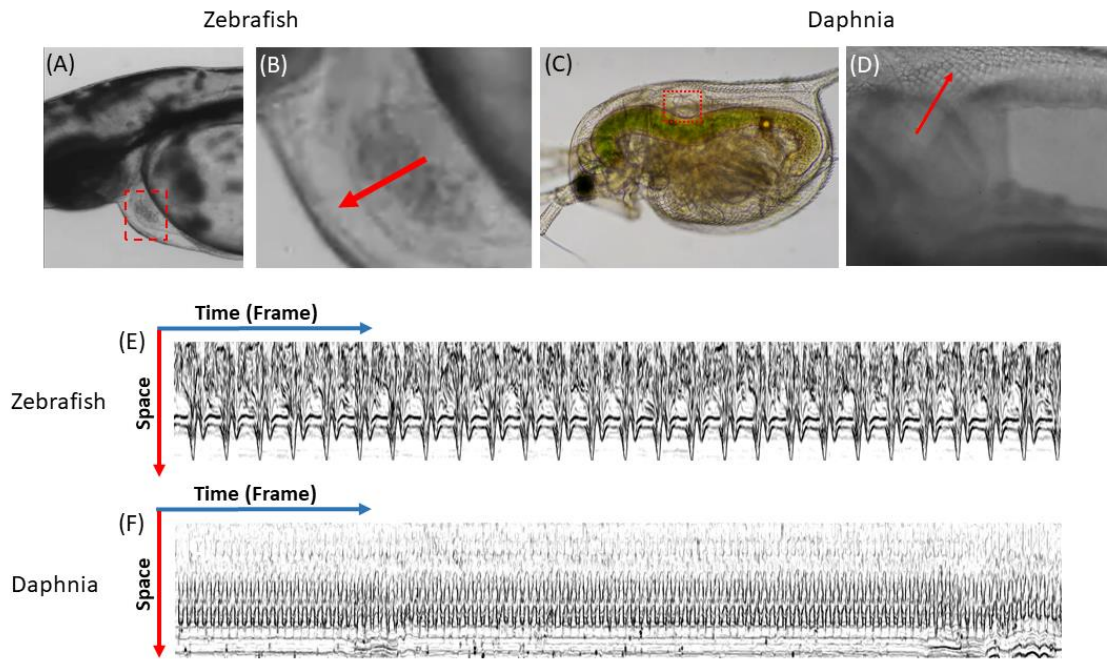 Zebrafish
Daphnia
(A)
(B)
(C)
(D)
Time (Frame)
(E)
Zebrafish
Space
Time (Frame)
(F)
Daphnia
Space